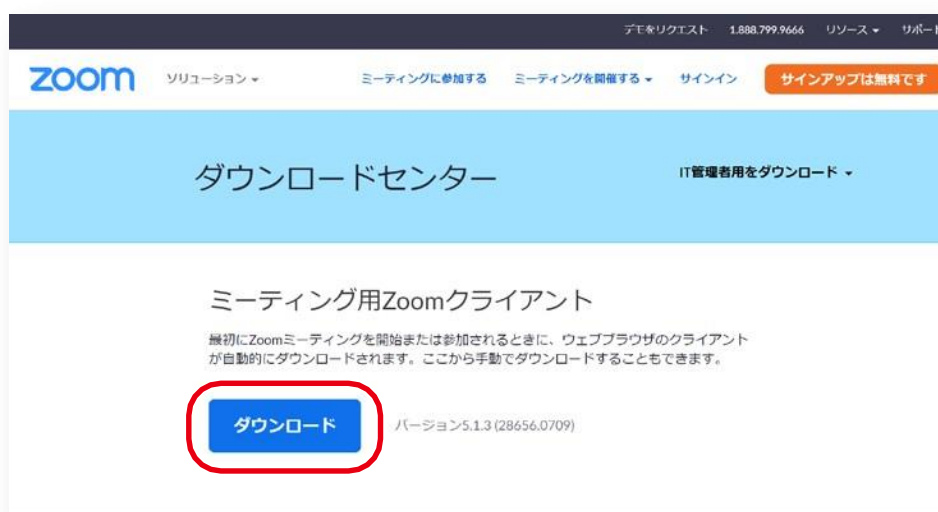 デモをリクエスト 1.888.799.9666 リソース サポート
zoom ソリューション ミーティングに参加する ミーティングを開催する サインイン サインアップは無料です
ダウンロードセンター IT管理者用をダウンロード
ミーティング用Zoomクライアント
最初にZoomミーティングを開始または参加されるときに、ウェブブラウザのクライアント
が自動的にダウンロードされます。ここから手動でダウンロードすることもできます。
ダウンロード バージョン5.1.3 (28656.0709)